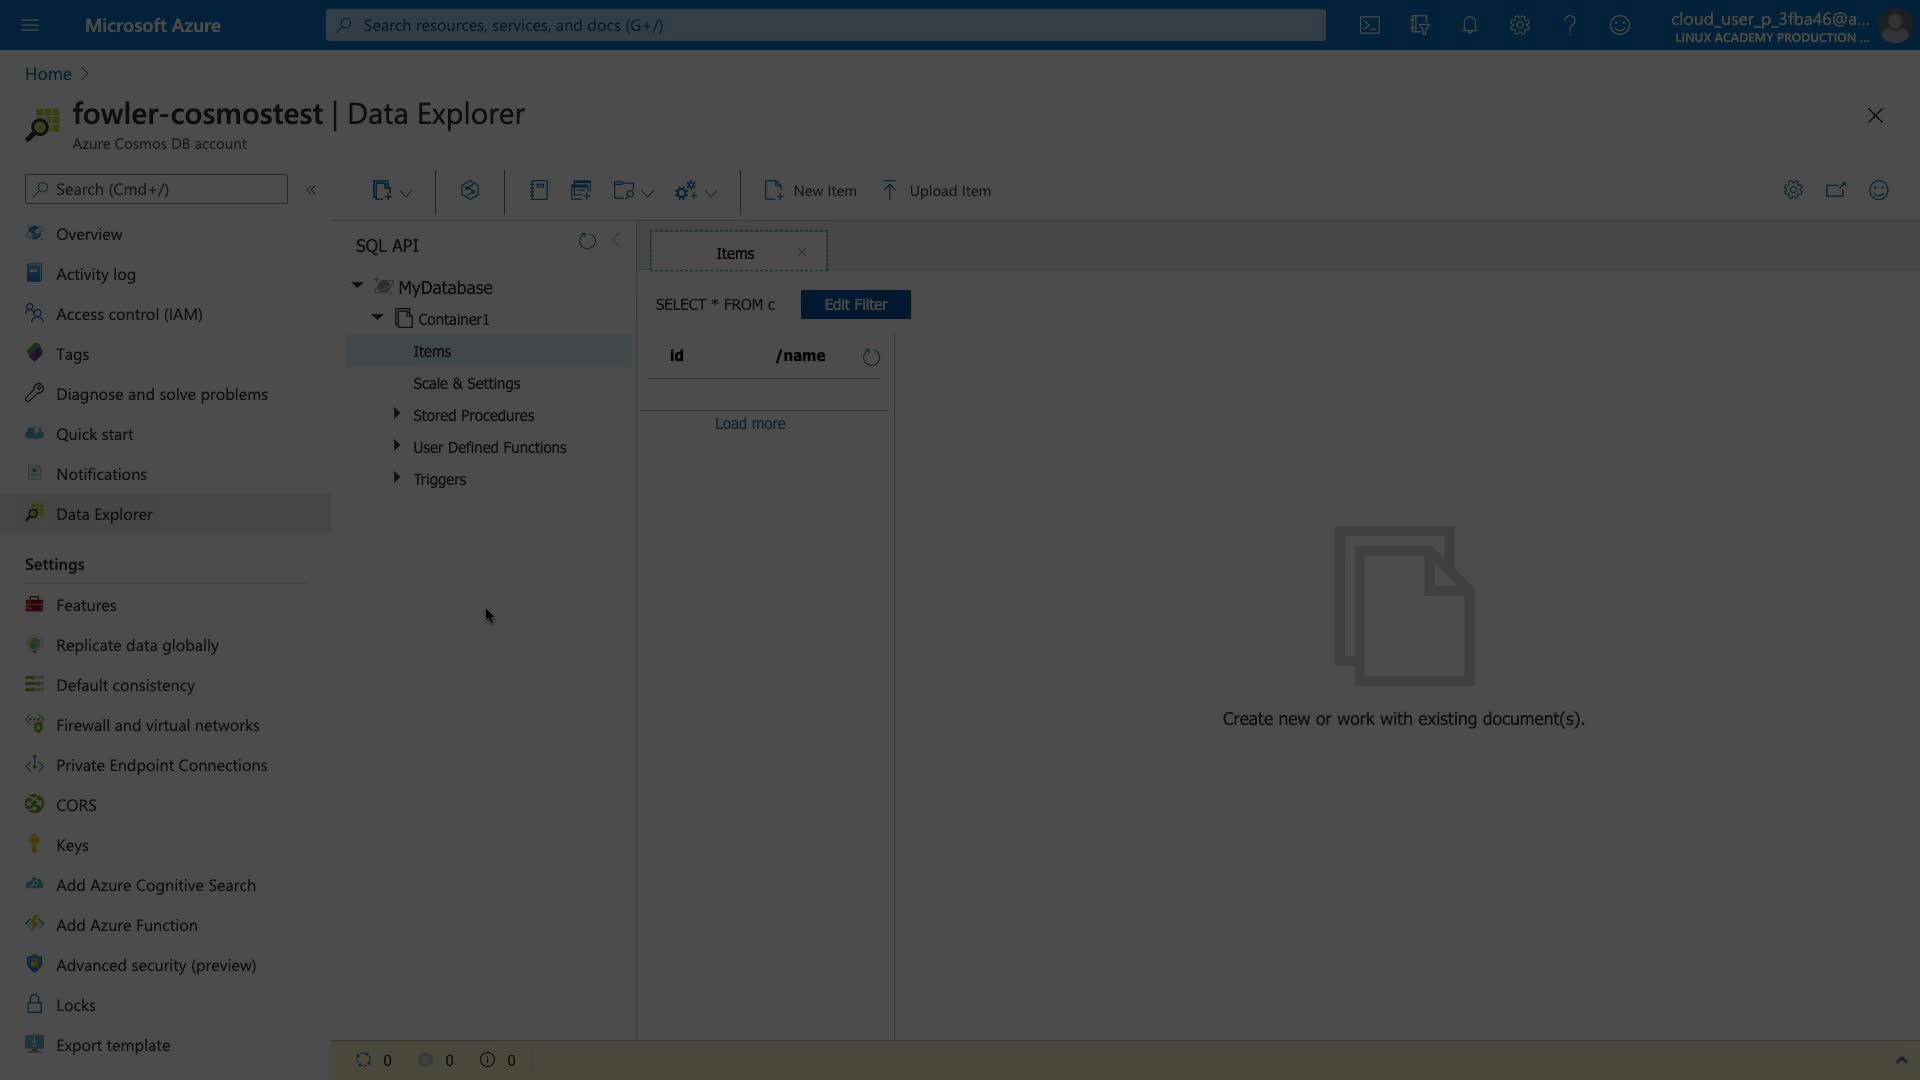 Microsoft Azure
Search resources, services, and docs (G+/)
cloud_user_p_3fba46@a...
LINUX ACADEMY PRODUCTION ...
Home
fowler-cosmostest | Data Explorer
Azure Cosmos DB account
Search (Cmd+/)
Overview
Activity log
Access control (IAM)
Tags
Diagnose and solve problems
Quick start
Notifications
Data Explorer
Settings
Features
Replicate data globally
Default consistency
Firewall and virtual networks
Private Endpoint Connections
CORS
Keys
Add Azure Cognitive Search
Add Azure Function
Advanced security (preview)
Locks
Export template
New Item
Upload Item
SQL API
MyDatabase
Container1
Items
Scale & Settings
Stored Procedures
User Defined Functions
Triggers
Items
SELECT * FROM c
Edit Filter
id /name
Load more
Create new or work with existing document(s).
0 0 0